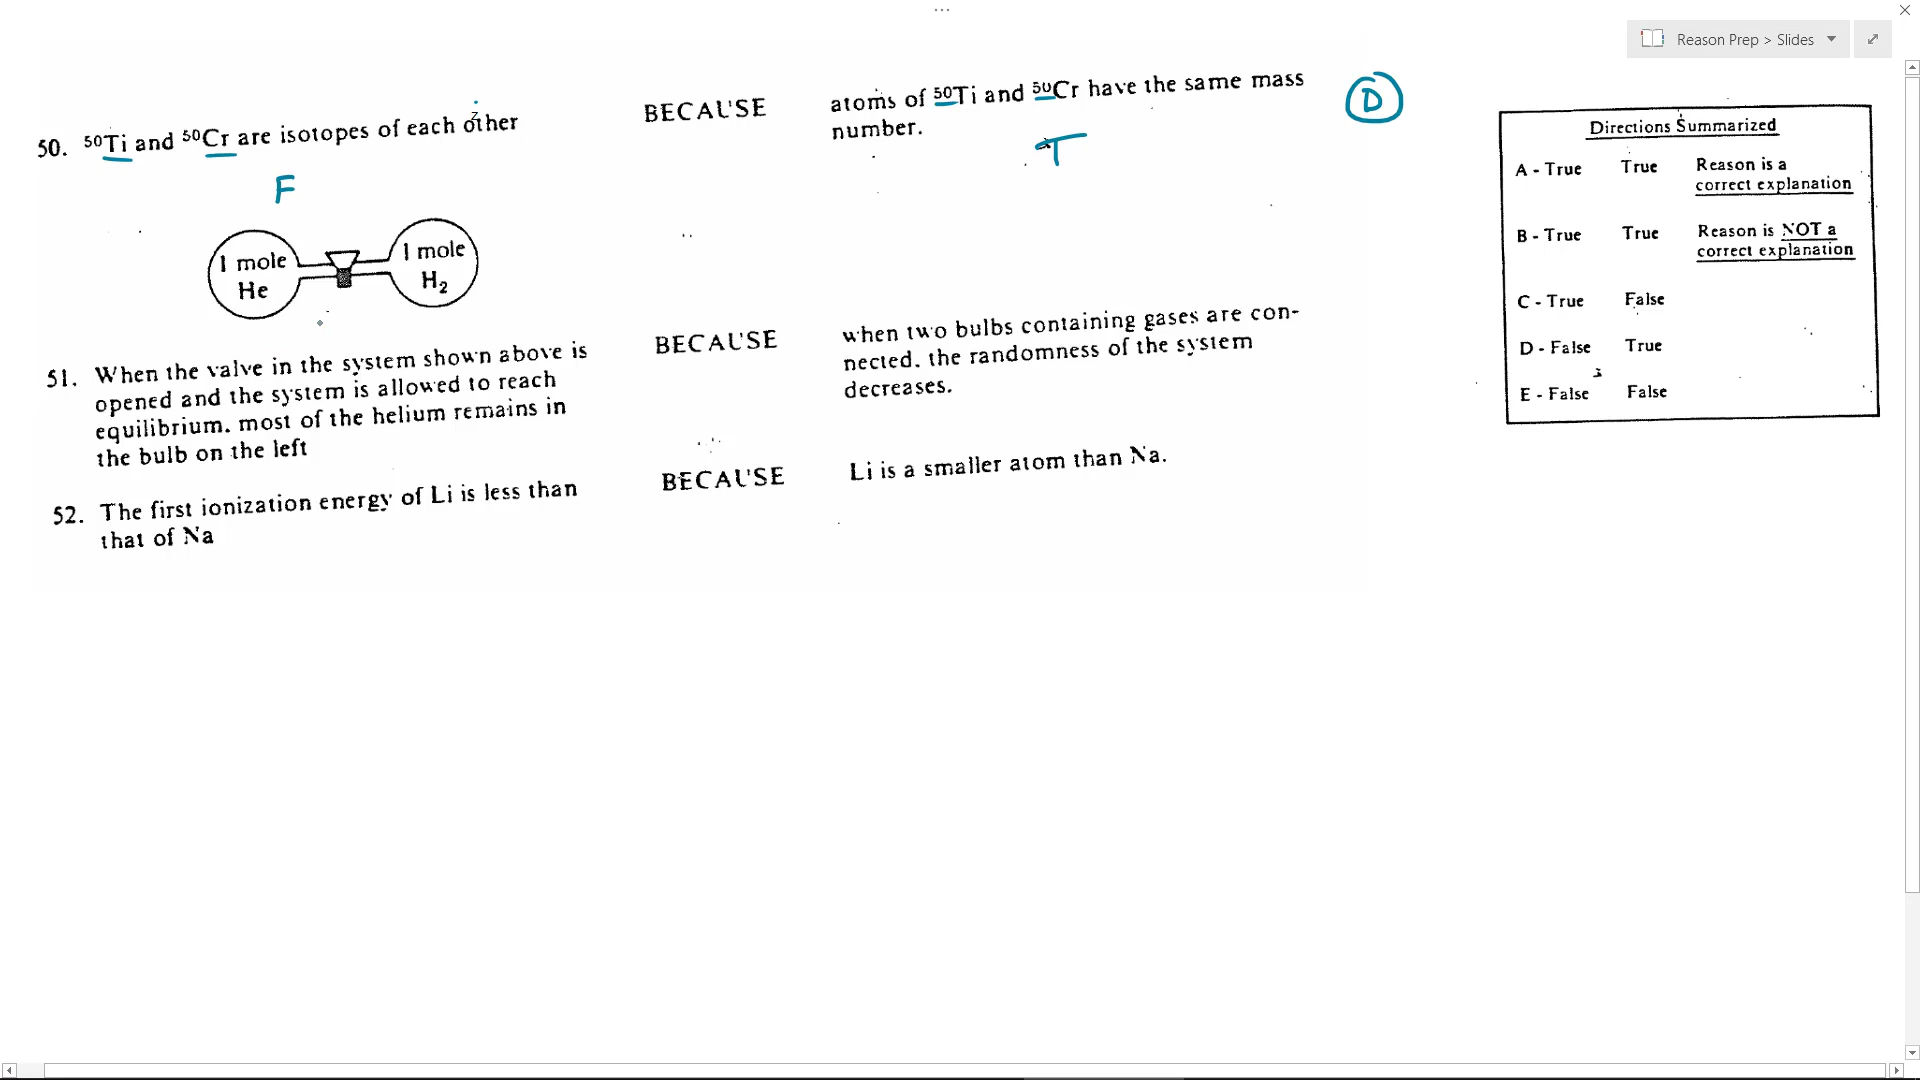 Reason Prep > Slides
50. ⁵⁰Ti and ⁵⁰Cr are isotopes of each other
BECAUSE
atoms of ⁵⁰Ti and ⁵⁰Cr have the same mass
number.
D
F
T
1 mole
He
1 mole
H₂
51. When the valve in the system shown above is
opened and the system is allowed to reach
equilibrium. most of the helium remains in
the bulb on the left
BECAUSE
when two bulbs containing gases are con-
nected. the randomness of the system
decreases.
52. The first ionization energy of Li is less than
that of Na
BECAUSE
Li is a smaller atom than Na.
Directions Summarized
A - True True Reason is a
correct explanation
B - True True Reason is NOT a
correct explanation
C - True False
D - False True
E - False False